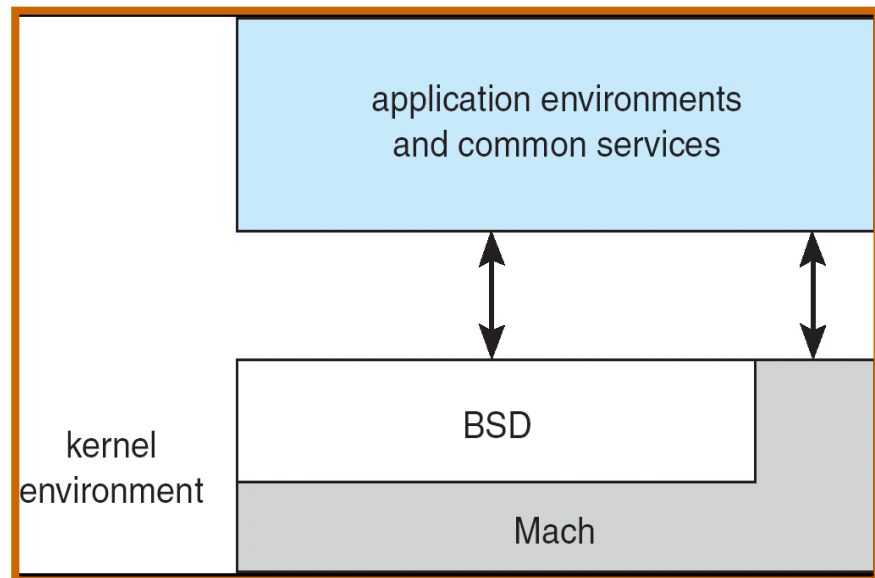 application environments
and common services
BSD
kernel
environment
Mach